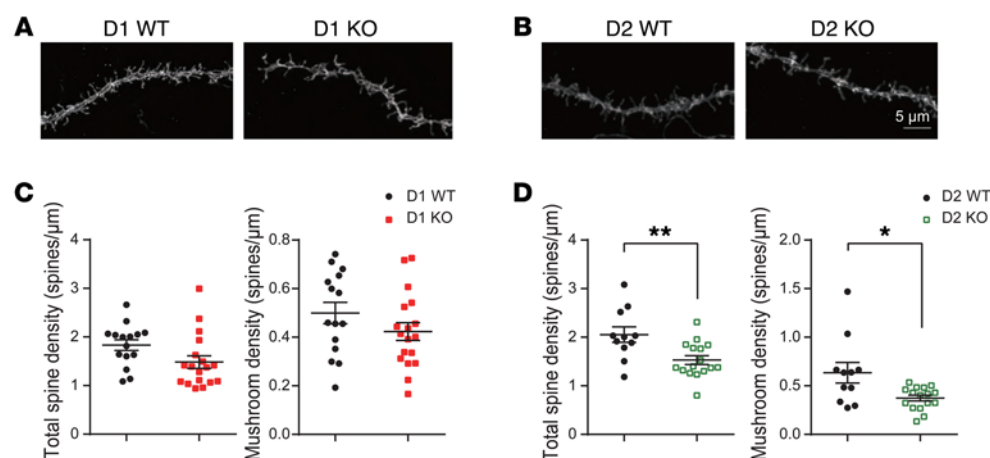 A
D1 WT
D1 KO
B
D2 WT
D2 KO
5 µm
C
D1 WT
D1 KO
Total spine density (spines/µm)
4
3
2
1
0
Mushroom density (spines/µm)
0.8
0.6
0.4
0.2
0.0
D
D2 WT
D2 KO
Total spine density (spines/µm)
4
3
2
1
0
**
Mushroom density (spines/µm)
2.0
1.5
1.0
0.5
0.0
*